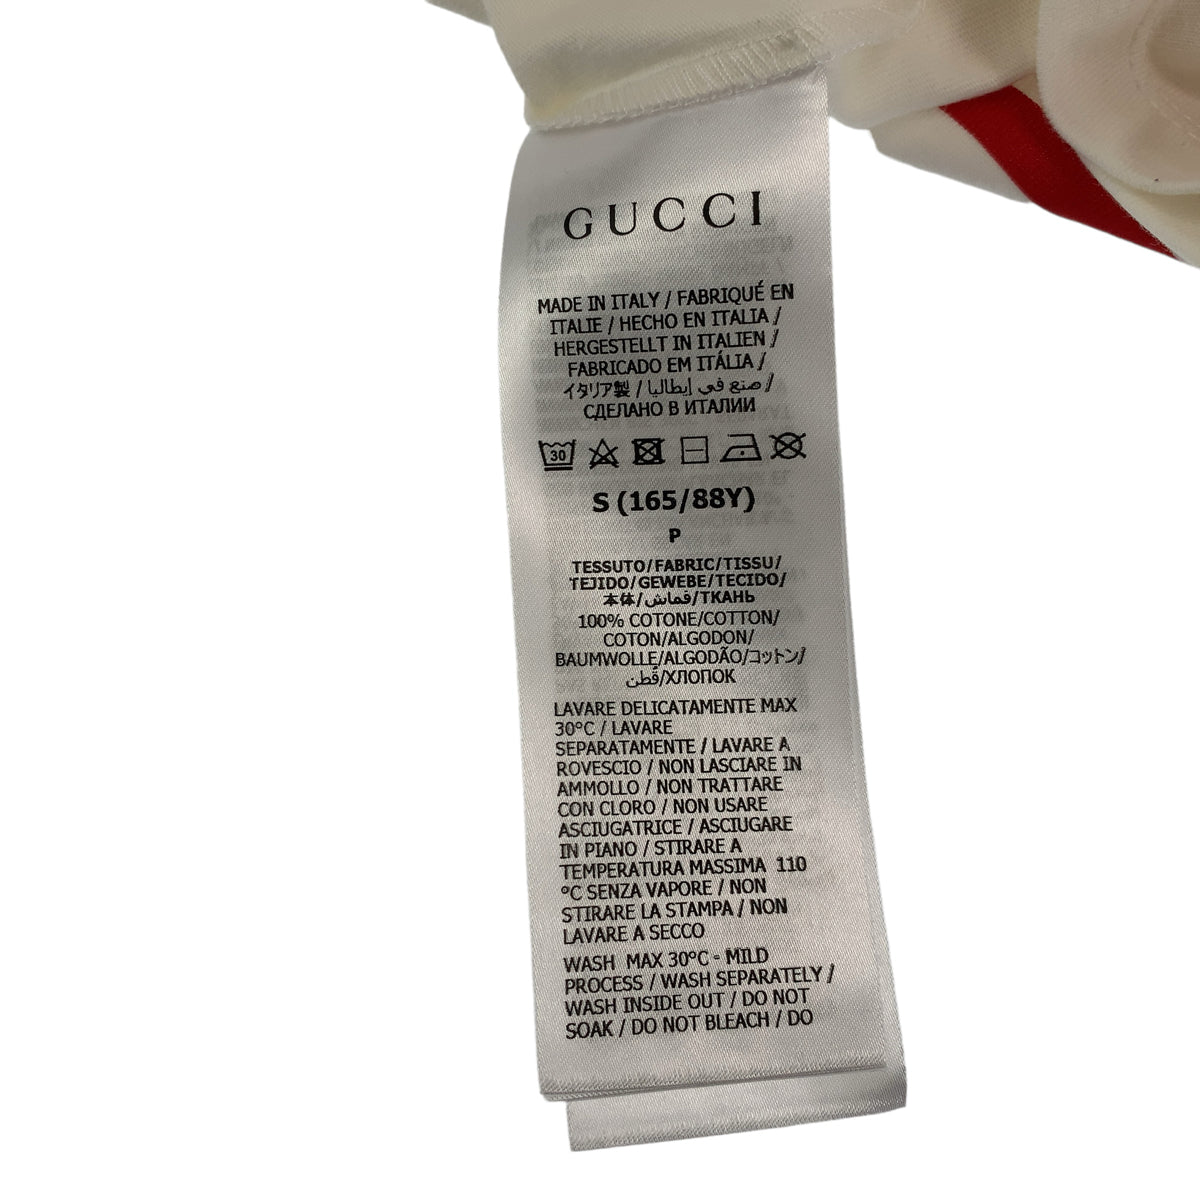 GUCCI
MADE IN ITALY / FABRIQUÉ EN
ITALIE / HECHO EN ITALIA /
HERGESTELLT IN ITALIEN /
FABRICADO EM ITÁLIA /
イタリア製 / صنع في إيطاليا /
СДЕЛАНО В ИТАЛИИ
30
S (165/88Y)
P
TESSUTO/FABRIC/TISSU/
TEJIDO/GEWEBE/TECIDO/
本体/قماش/ТКАНЬ
100% COTONE/COTTON/
COTON/ALGODON/
BAUMWOLLE/ALGODÃO/コットン/
قُطن/ХЛОПОК
LAVARE DELICATAMENTE MAX
30°C / LAVARE
SEPARATAMENTE / LAVARE A
ROVESCIO / NON LASCIARE IN
AMMOLLO / NON TRATTARE
CON CLORO / NON USARE
ASCIUGATRICE / ASCIUGARE
IN PIANO / STIRARE A
TEMPERATURA MASSIMA 110
°C SENZA VAPORE / NON
STIRARE LA STAMPA / NON
LAVARE A SECCO
WASH MAX 30°C - MILD
PROCESS / WASH SEPARATELY /
WASH INSIDE OUT / DO NOT
SOAK / DO NOT BLEACH / DO